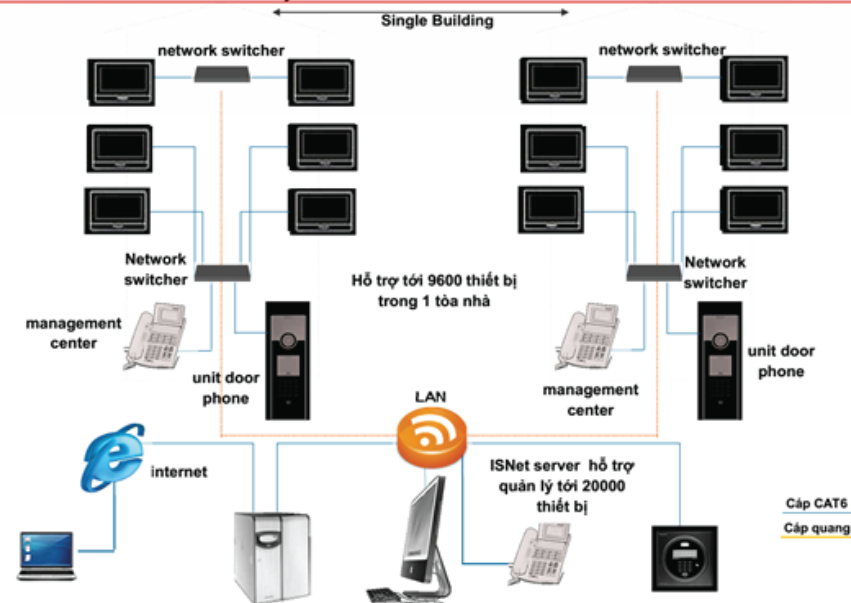 Single Building
network switcher
network switcher
Network
switcher
Network
switcher
Hỗ trợ tới 9600 thiết bị
trong 1 tòa nhà
management
center
unit door
phone
unit door
phone
management
center
LAN
internet
ISNet server hỗ trợ
quản lý tới 20000
thiết bị
Cáp CAT6
Cáp quang